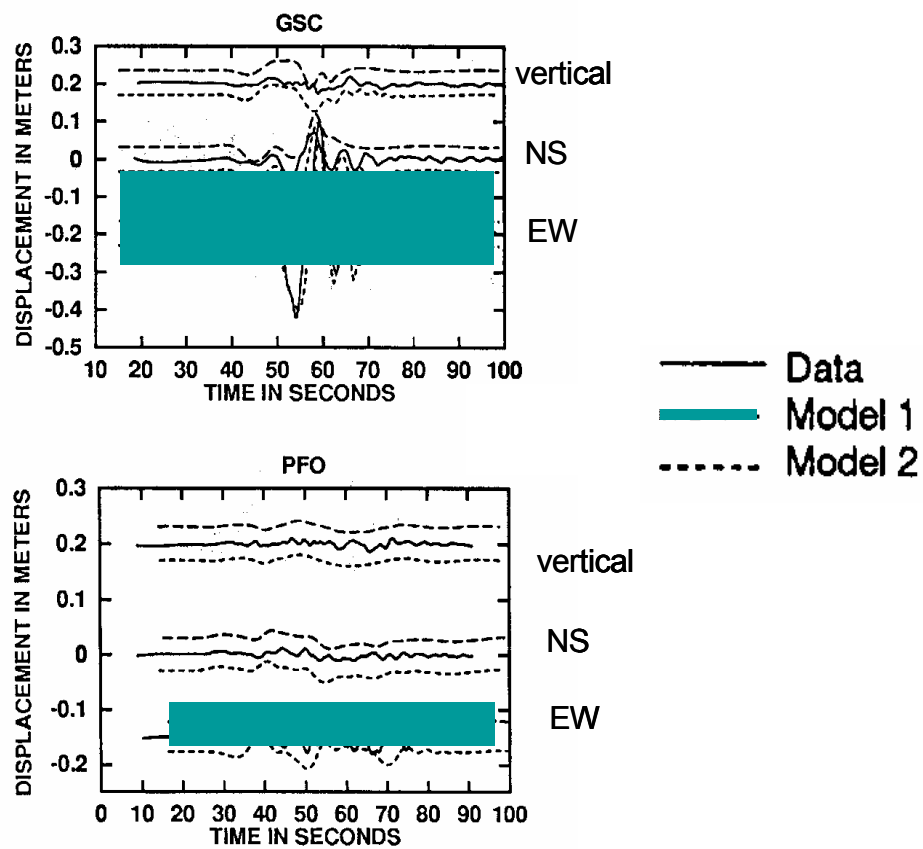 GSC
DISPLACEMENT IN METERS
0.3
0.2
0.1
0
-0.1
-0.2
-0.3
-0.4
-0.5
vertical
NS
EW
10 20 30 40 50 60 70 80 90 100
TIME IN SECONDS
Data
Model 1
Model 2
PFO
DISPLACEMENT IN METERS
0.3
0.2
0.1
0
-0.1
-0.2
vertical
NS
EW
0 10 20 30 40 50 60 70 80 90 100
TIME IN SECONDS